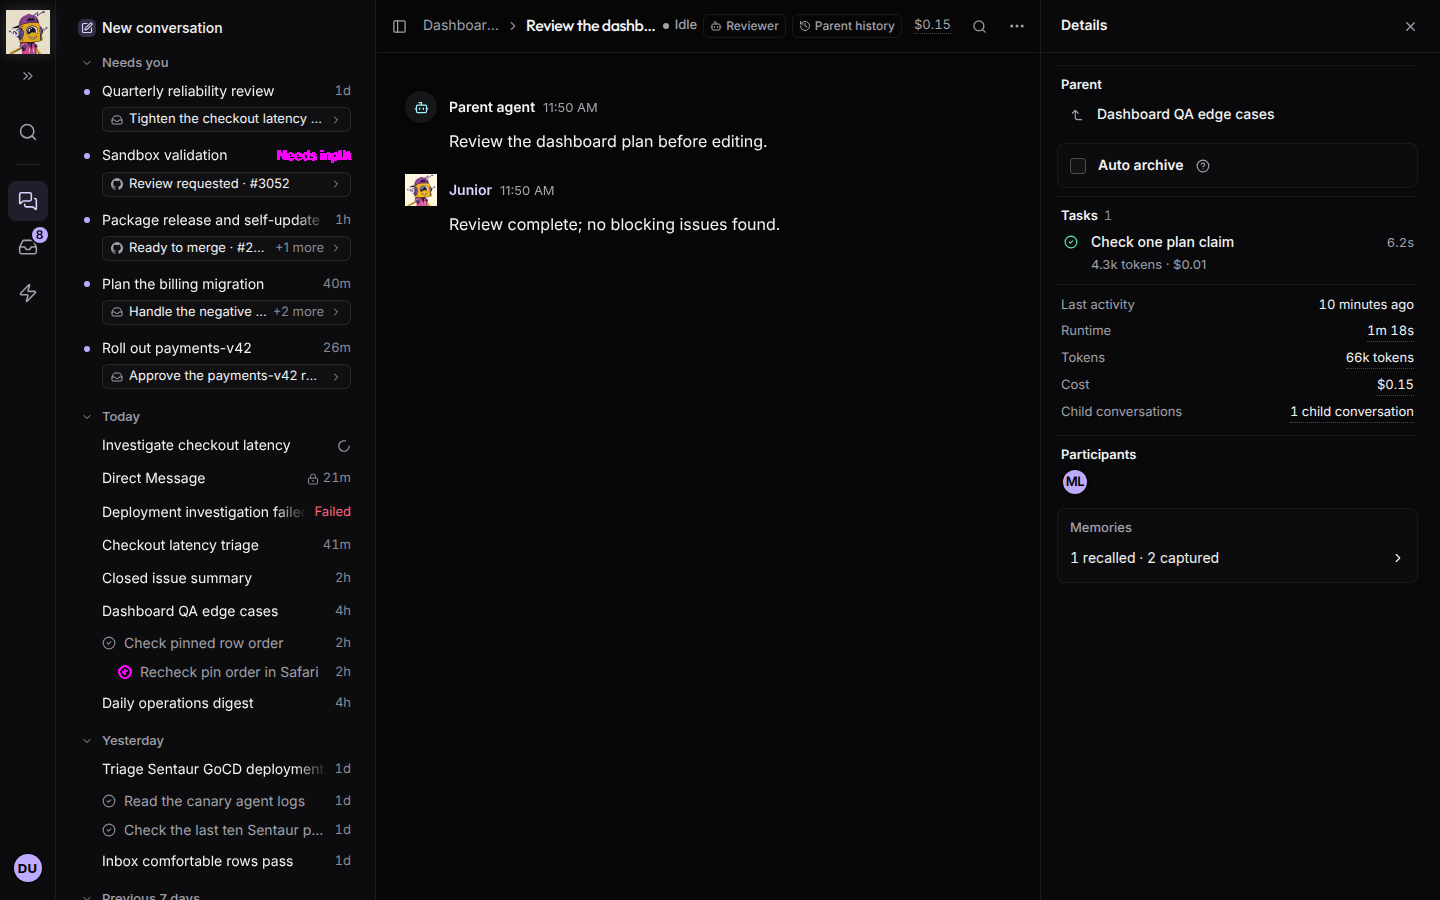 New conversation
Needs you
Quarterly reliability review 1d
Tighten the checkout latency ...
Sandbox validation
Review requested · #3052
Package release and self-update 1h
Ready to merge · #2... +1 more
Plan the billing migration 40m
Handle the negative ... +2 more
Roll out payments-v42 26m
Approve the payments-v42 r...
Today
Investigate checkout latency
Direct Message 21m
Deployment investigation failed Failed
Checkout latency triage 41m
Closed issue summary 2h
Dashboard QA edge cases 4h
Check pinned row order 2h
Recheck pin order in Safari 2h
Daily operations digest 4h
Yesterday
Triage Sentaur GoCD deployment 1d
Read the canary agent logs 1d
Check the last ten Sentaur p... 1d
Inbox comfortable rows pass 1d
Previous 7 days
8
DU
Dashboar... > Review the dashb... Idle Reviewer Parent history $0.15
Parent agent 11:50 AM
Review the dashboard plan before editing.
Junior 11:50 AM
Review complete; no blocking issues found.
Details
Parent
Dashboard QA edge cases
Auto archive
Tasks 1
Check one plan claim 6.2s
4.3k tokens · $0.01
Last activity 10 minutes ago
Runtime 1m 18s
Tokens 66k tokens
Cost $0.15
Child conversations 1 child conversation
Participants
ML
Memories
1 recalled · 2 captured